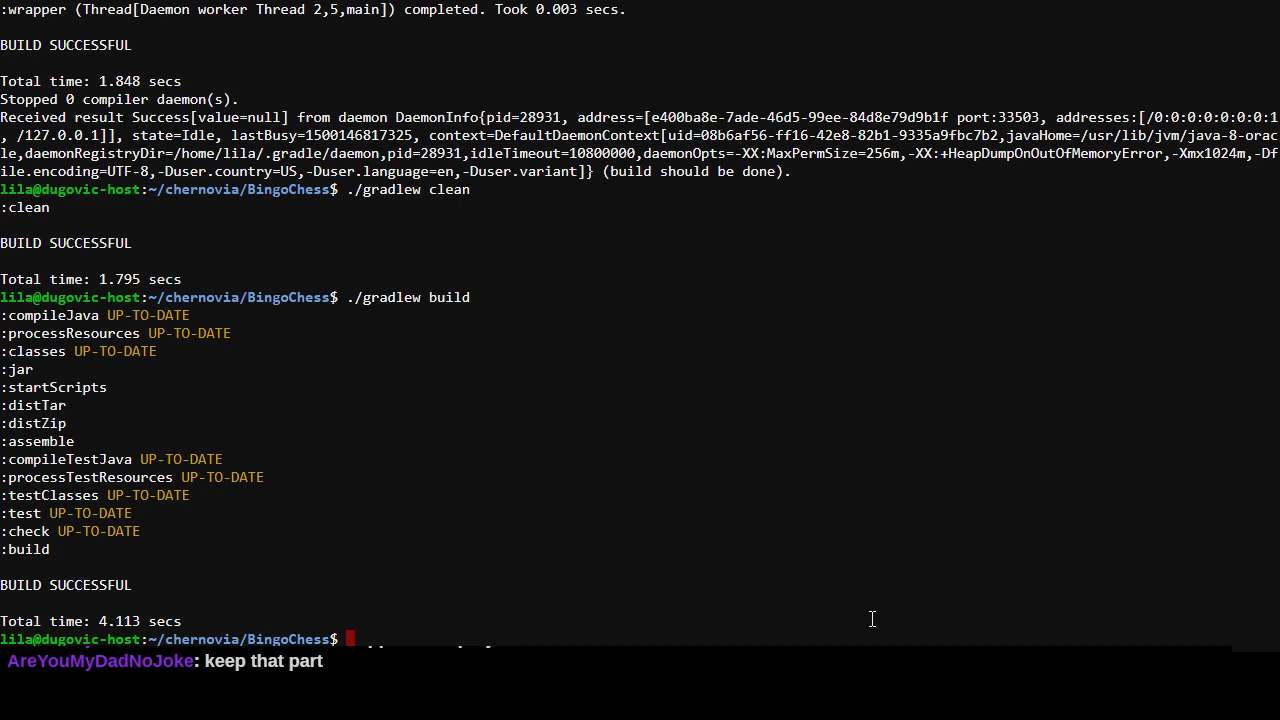 :wrapper (Thread[Daemon worker Thread 2,5,main]) completed. Took 0.003 secs.
BUILD SUCCESSFUL
Total time: 1.848 secs
Stopped 0 compiler daemon(s).
Received result Success[value=null] from daemon DaemonInfo{pid=28931, address=[e400ba8e-7ade-46d5-99ee-84d8e79d9b1f port:33503, addresses:[/0:0:0:0:0:0:0:1
, /127.0.0.1]], state=Idle, lastBusy=1500146817325, context=DefaultDaemonContext[uid=08b6af56-ff16-42e8-82b1-9335a9fbc7b2,javaHome=/usr/lib/jvm/java-8-orac
le,daemonRegistryDir=/home/lila/.gradle/daemon,pid=28931,idleTimeout=10800000,daemonOpts=-XX:MaxPermSize=256m,-XX:+HeapDumpOnOutOfMemoryError,-Xmx1024m,-Df
ile.encoding=UTF-8,-Duser.country=US,-Duser.language=en,-Duser.variant]} (build should be done).
lila@dugovic-host:~/chernovia/BingoChess$ ./gradlew clean
:clean
BUILD SUCCESSFUL
Total time: 1.795 secs
lila@dugovic-host:~/chernovia/BingoChess$ ./gradlew build
:compileJava UP-TO-DATE
:processResources UP-TO-DATE
:classes UP-TO-DATE
:jar
:startScripts
:distTar
:distZip
:assemble
:compileTestJava UP-TO-DATE
:processTestResources UP-TO-DATE
:testClasses UP-TO-DATE
:test UP-TO-DATE
:check UP-TO-DATE
:build
BUILD SUCCESSFUL
Total time: 4.113 secs
lila@dugovic-host:~/chernovia/BingoChess$
AreYouMyDadNoJoke: keep that part